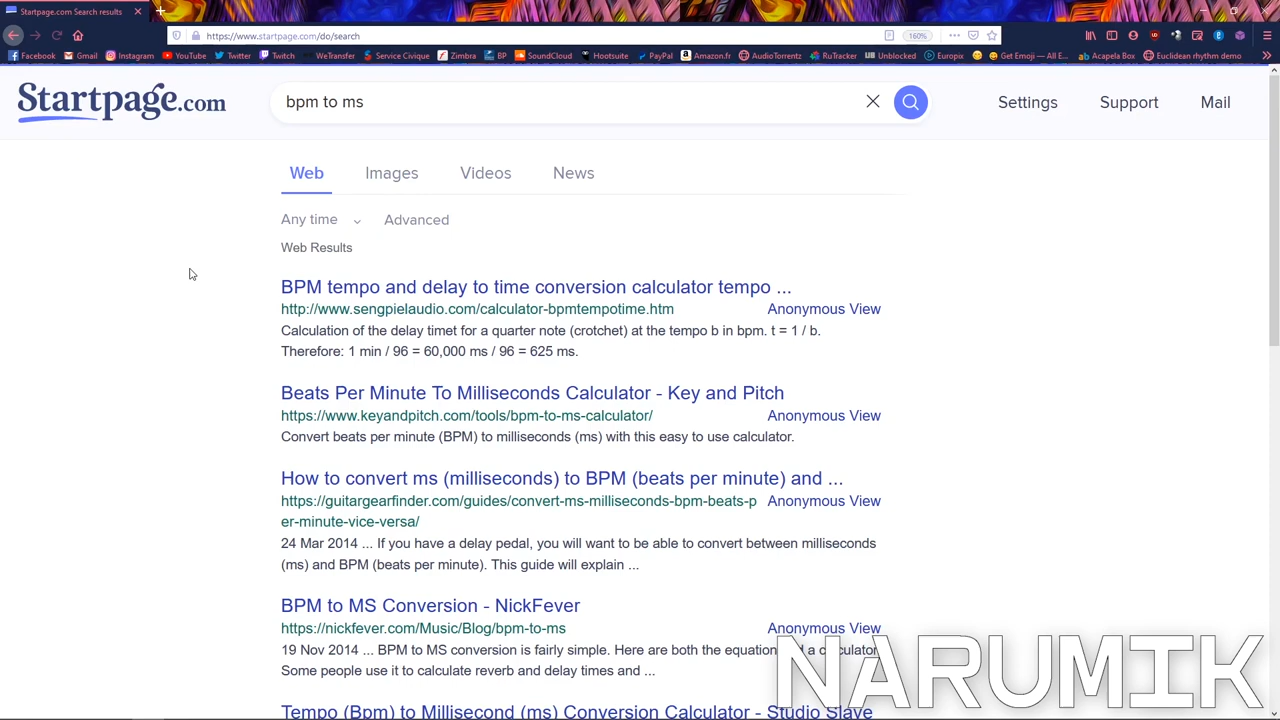 Startpage.com Search results
https://www.startpage.com/do/search
160%
Facebook Gmail Instagram YouTube Twitter Twitch WeTransfer Service Civique Zimbra BP SoundCloud Hootsuite PayPal Amazon.fr AudioTorrentz RuTracker Unblocked Europix Get Emoji — All E... Acapela Box Euclidean rhythm demo
Startpage.com
bpm to ms
Settings Support Mail
Web Images Videos News
Any time Advanced
Web Results
BPM tempo and delay to time conversion calculator tempo ...
http://www.sengpielaudio.com/calculator-bpmtempotime.htm Anonymous View
Calculation of the delay timet for a quarter note (crotchet) at the tempo b in bpm. t = 1 / b.
Therefore: 1 min / 96 = 60,000 ms / 96 = 625 ms.
Beats Per Minute To Milliseconds Calculator - Key and Pitch
https://www.keyandpitch.com/tools/bpm-to-ms-calculator/ Anonymous View
Convert beats per minute (BPM) to milliseconds (ms) with this easy to use calculator.
How to convert ms (milliseconds) to BPM (beats per minute) and ...
https://guitargearfinder.com/guides/convert-ms-milliseconds-bpm-beats-p Anonymous View
er-minute-vice-versa/
24 Mar 2014 ... If you have a delay pedal, you will want to be able to convert between milliseconds
(ms) and BPM (beats per minute). This guide will explain ...
BPM to MS Conversion - NickFever
https://nickfever.com/Music/Blog/bpm-to-ms Anonymous View
19 Nov 2014 ... BPM to MS conversion is fairly simple. Here are both the equation a calculator
Some people use it to calculate reverb and delay times and ...
Tempo (Bpm) to Millisecond (ms) Conversion Calculator - Studio Slave
NARUMIK